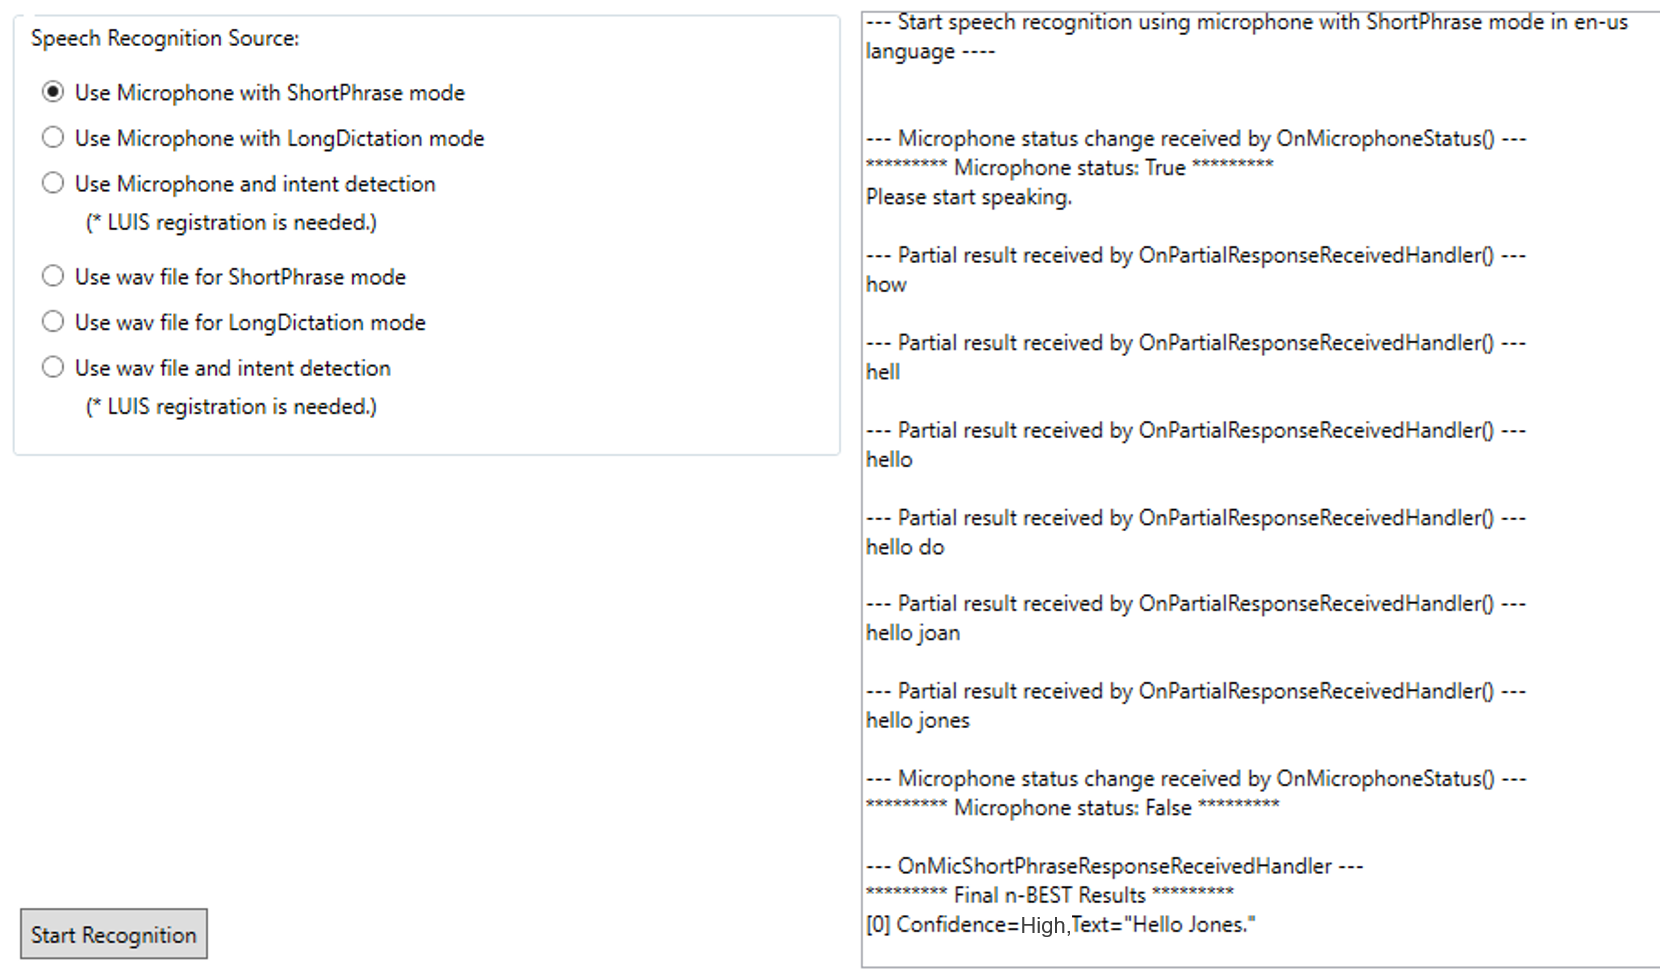 Speech Recognition Source:
Use Microphone with ShortPhrase mode
Use Microphone with LongDictation mode
Use Microphone and intent detection
(* LUIS registration is needed.)
Use wav file for ShortPhrase mode
Use wav file for LongDictation mode
Use wav file and intent detection
(* LUIS registration is needed.)
Start Recognition
--- Start speech recognition using microphone with ShortPhrase mode in en-us
language ----
--- Microphone status change received by OnMicrophoneStatus() ---
********* Microphone status: True *********
Please start speaking.
--- Partial result received by OnPartialResponseReceivedHandler() ---
how
--- Partial result received by OnPartialResponseReceivedHandler() ---
hell
--- Partial result received by OnPartialResponseReceivedHandler() ---
hello
--- Partial result received by OnPartialResponseReceivedHandler() ---
hello do
--- Partial result received by OnPartialResponseReceivedHandler() ---
hello joan
--- Partial result received by OnPartialResponseReceivedHandler() ---
hello jones
--- Microphone status change received by OnMicrophoneStatus() ---
********* Microphone status: False *********
--- OnMicShortPhraseResponseReceivedHandler ---
********* Final n-BEST Results *********
[0] Confidence=High,Text="Hello Jones."